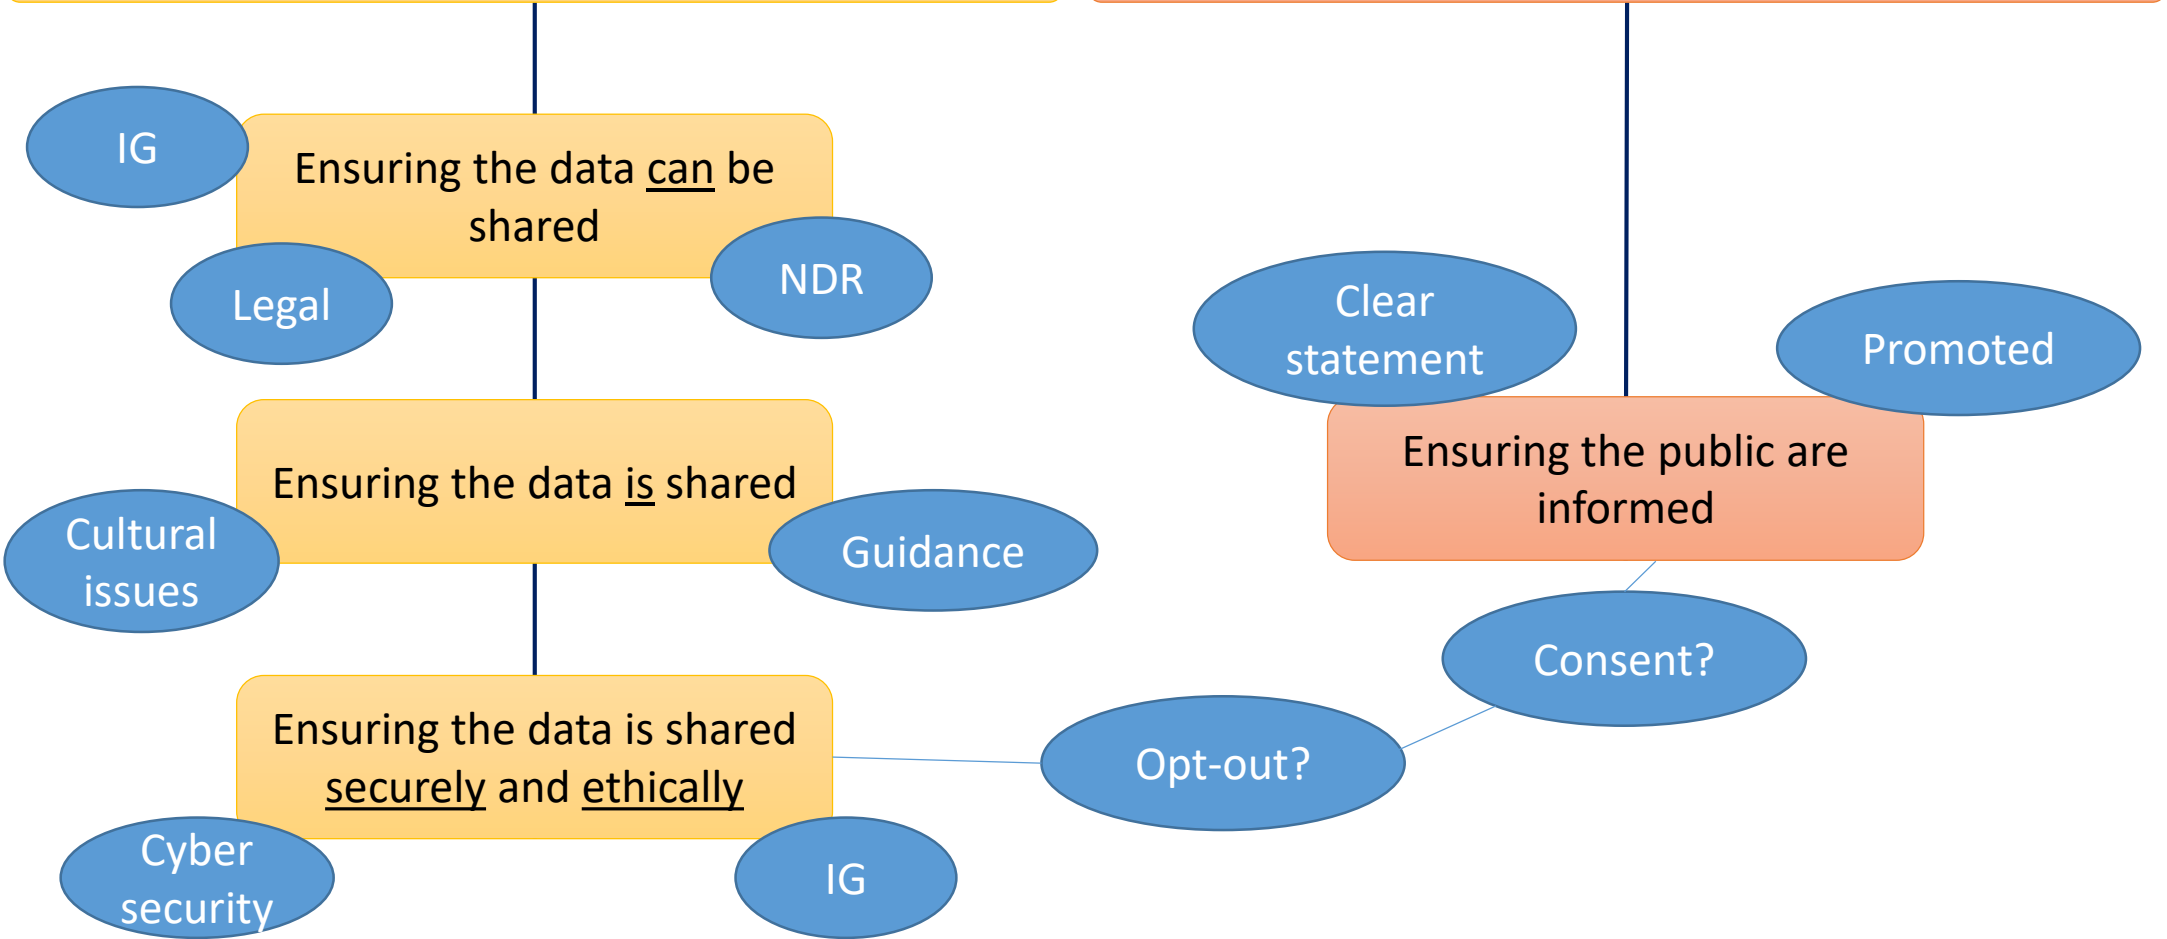 IG
Ensuring the data can be
shared
Legal
NDR
Ensuring the data is shared
Cultural
issues
Guidance
Ensuring the data is shared
securely and ethically
Cyber
security
IG
Clear
statement
Promoted
Ensuring the public are
informed
Consent?
Opt-out?